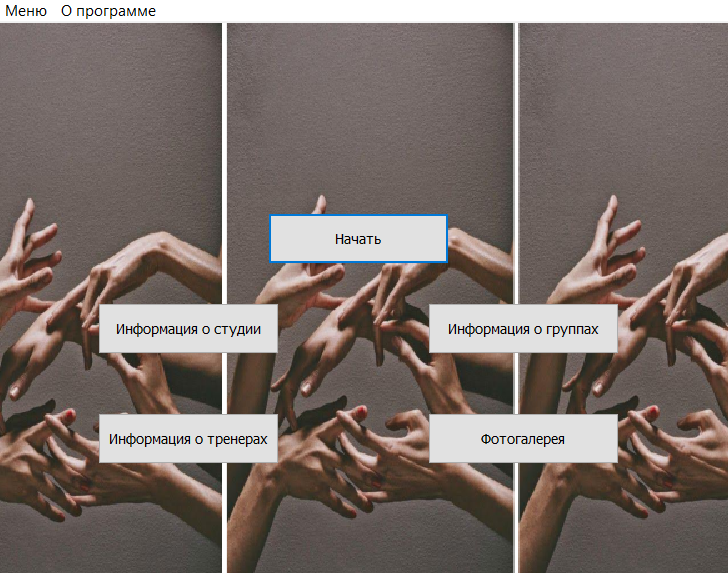 Меню О программе
Начать
Информация о студии
Информация о группах
Информация о тренерах
Фотогалерея